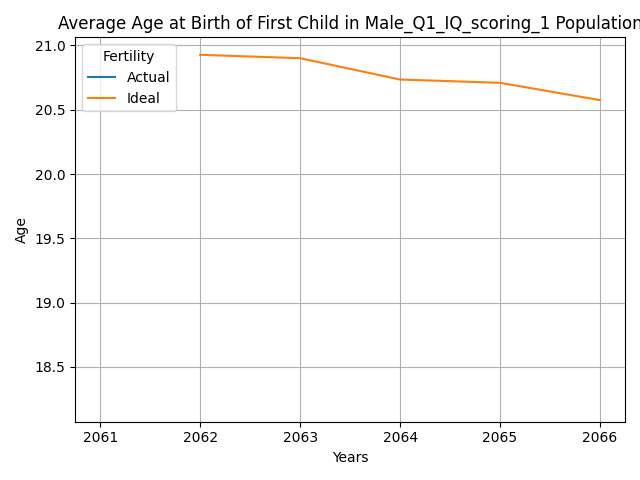 Average Age at Birth of First Child in Male_Q1_IQ_scoring_1 Population
Fertility
Actual
Ideal
21.0
20.5
20.0
19.5
19.0
18.5
Age
2061 2062 2063 2064 2065 2066
Years